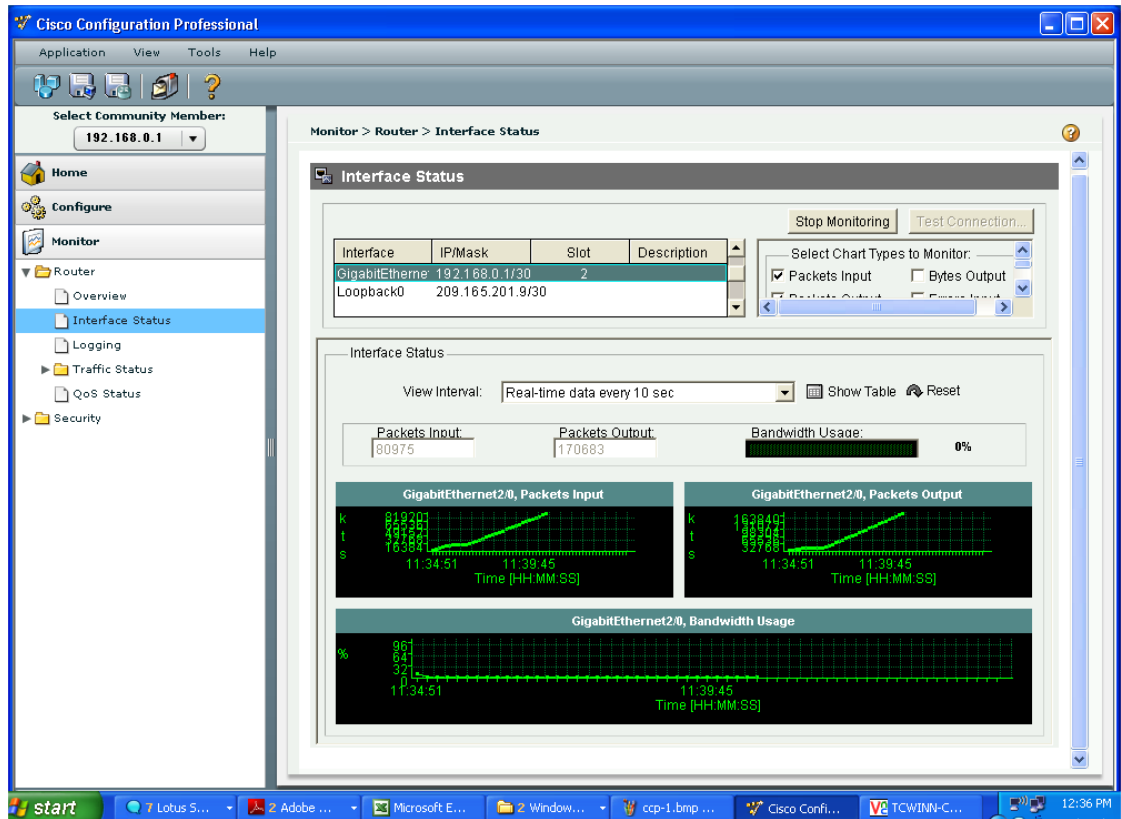 Cisco Configuration Professional
Application View Tools Help
Select Community Member:
192.168.0.1
Home
Configure
Monitor
Router
Overview
Interface Status
Logging
Traffic Status
QoS Status
Security
Monitor > Router > Interface Status
Interface Status
Stop Monitoring Test Connection...
Interface IP/Mask Slot Description
GigabitEtherne 192.168.0.1/30 2
Loopback0 209.165.201.9/30
Select Chart Types to Monitor:
Packets Input Bytes Output
Packets Output Errors Input
Interface Status
View Interval: Real-time data every 10 sec Show Table Reset
Packets Input: Packets Output: Bandwidth Usage:
80975 170683 0%
GigabitEthernet2/0, Packets Input
k 81920
t
s 16384
11:34:51 11:39:45
Time [HH:MM:SS]
GigabitEthernet2/0, Packets Output
k 163840
t
s 32768
11:34:51 11:39:45
Time [HH:MM:SS]
GigabitEthernet2/0, Bandwidth Usage
% 96
64
32
0
11:34:51 11:39:45
Time [HH:MM:SS]
start 7 Lotus S... 2 Adobe ... Microsoft E... 2 Window... ccp-1.bmp ... Cisco Confi... TCWINN-C... 12:36 PM